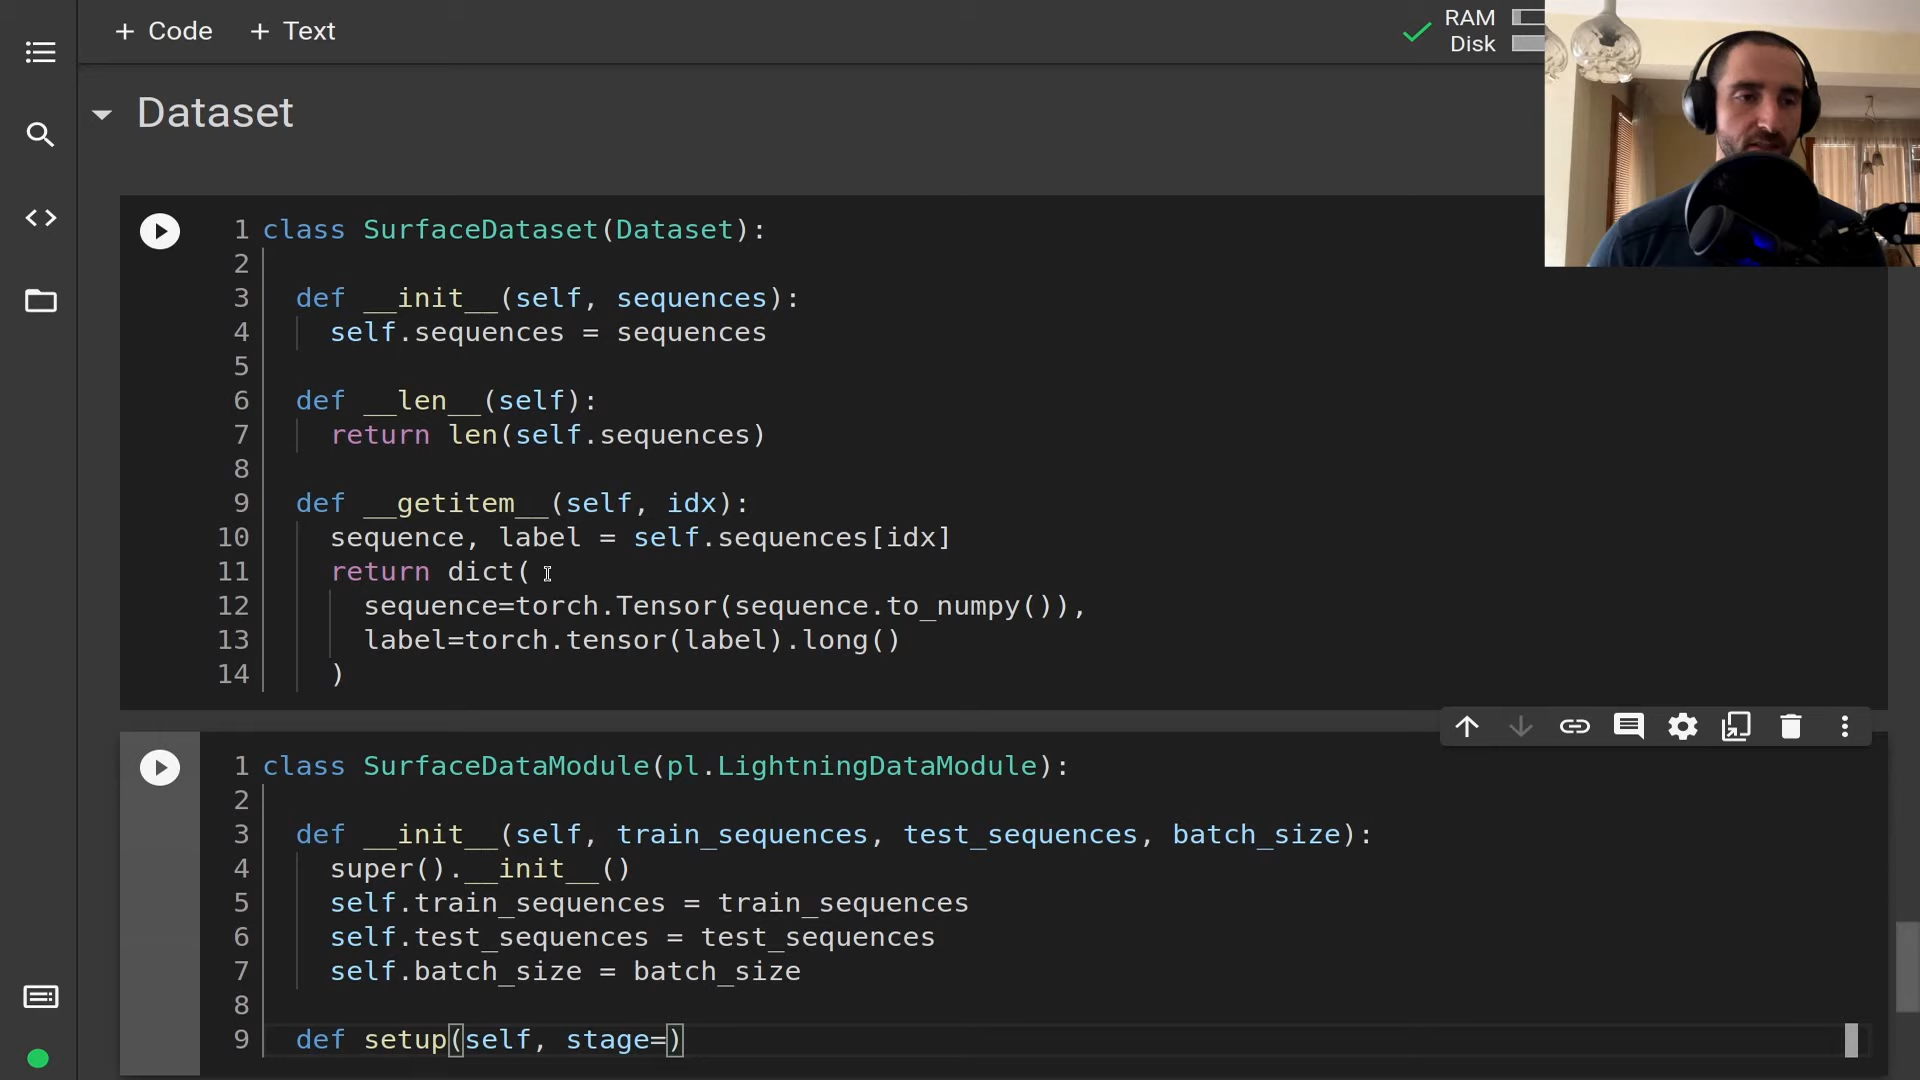 + Code + Text
RAM
Disk
Dataset
1 class SurfaceDataset(Dataset):
2
3 def __init__(self, sequences):
4 self.sequences = sequences
5
6 def __len__(self):
7 return len(self.sequences)
8
9 def __getitem__(self, idx):
10 sequence, label = self.sequences[idx]
11 return dict(
12 sequence=torch.Tensor(sequence.to_numpy()),
13 label=torch.tensor(label).long()
14 )
1 class SurfaceDataModule(pl.LightningDataModule):
2
3 def __init__(self, train_sequences, test_sequences, batch_size):
4 super().__init__()
5 self.train_sequences = train_sequences
6 self.test_sequences = test_sequences
7 self.batch_size = batch_size
8
9 def setup(self, stage=)